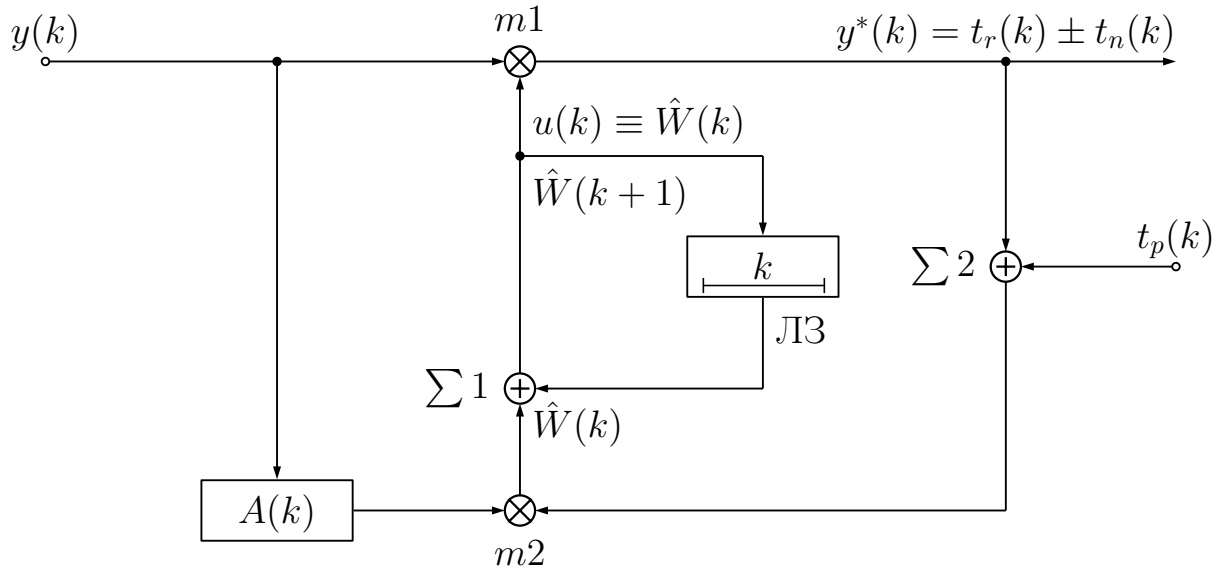 m1
y(k)
y*(k) = t_r(k) ± t_n(k)
u(k) ≡ Ŵ(k)
Ŵ(k + 1)
t_p(k)
∑ 2
k
ЛЗ
∑ 1
Ŵ(k)
A(k)
m2